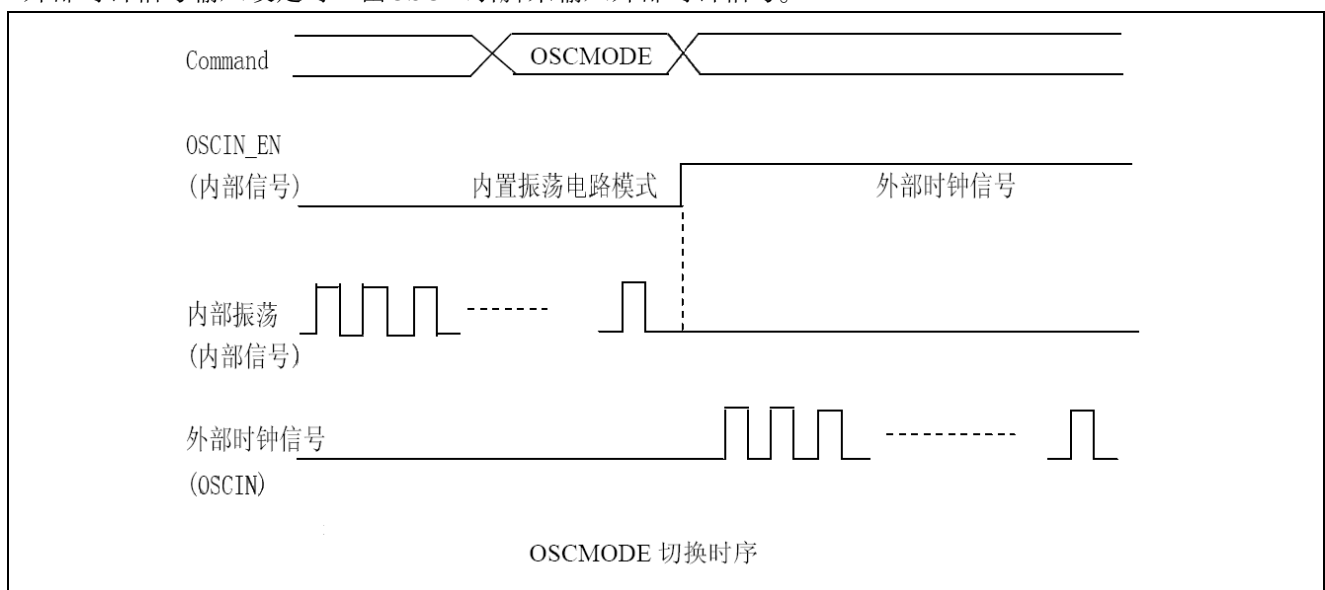 Command
OSCMODE
OSCIN_EN
(内部信号)
内置振荡电路模式
外部时钟信号
内部振荡
(内部信号)
外部时钟信号
(OSCIN)
OSCMODE 切换时序